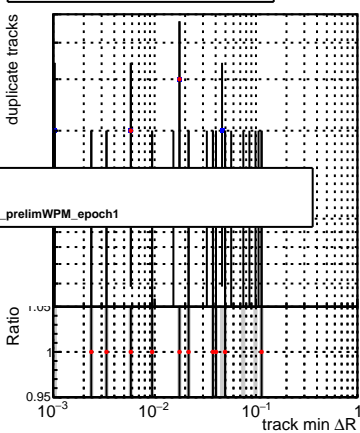 duplicate tracks
_prelimWPM_epoch1
Ratio
1.05
1
0.95
10⁻³
10⁻²
10⁻¹
1
track min ΔR